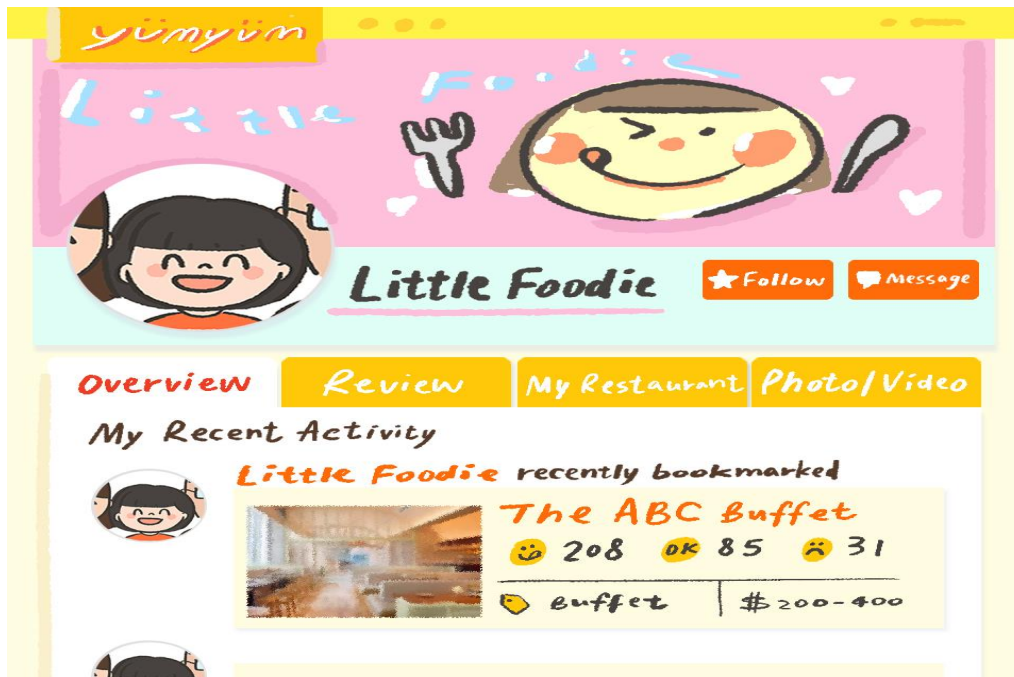 yümyüm
Little Foodie
Little Foodie
Follow
Message
Overview
Review
My Restaurant
Photo/Video
My Recent Activity
Little Foodie recently bookmarked
The ABC Buffet
208 OK 85 31
Buffet $200-400